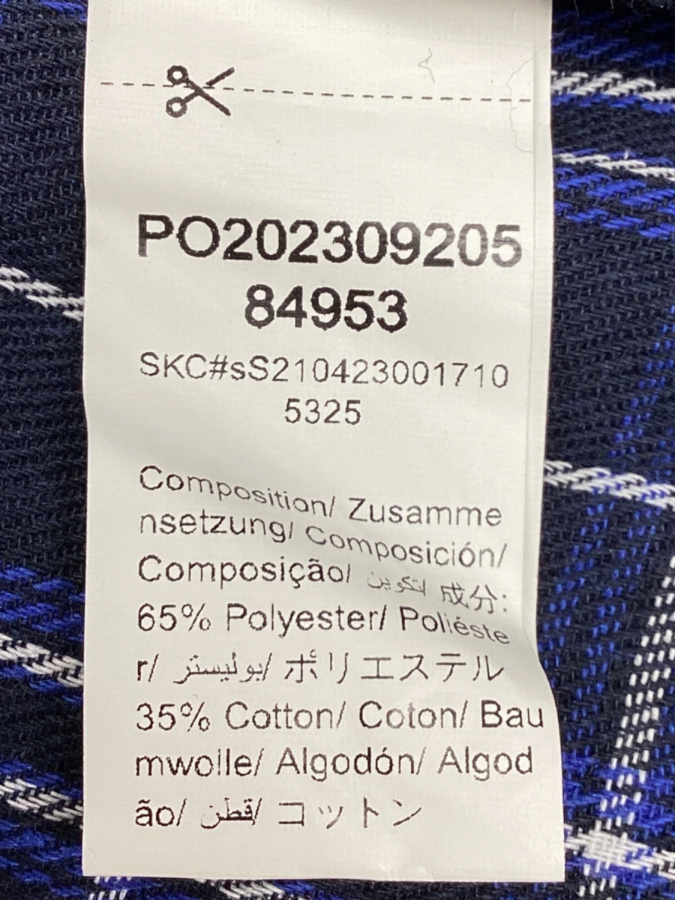 PO202309205
84953
SKC#sS210423001710
5325
Composition/ Zusamme
nsetzung/ Composición/
Composição/ التكوين/ 成分:
65% Polyester/ Poliéste
r/ بوليستر/ ポリエステル
35% Cotton/ Coton/ Bau
mwolle/ Algodón/ Algod
ão/ قطن/ コットン